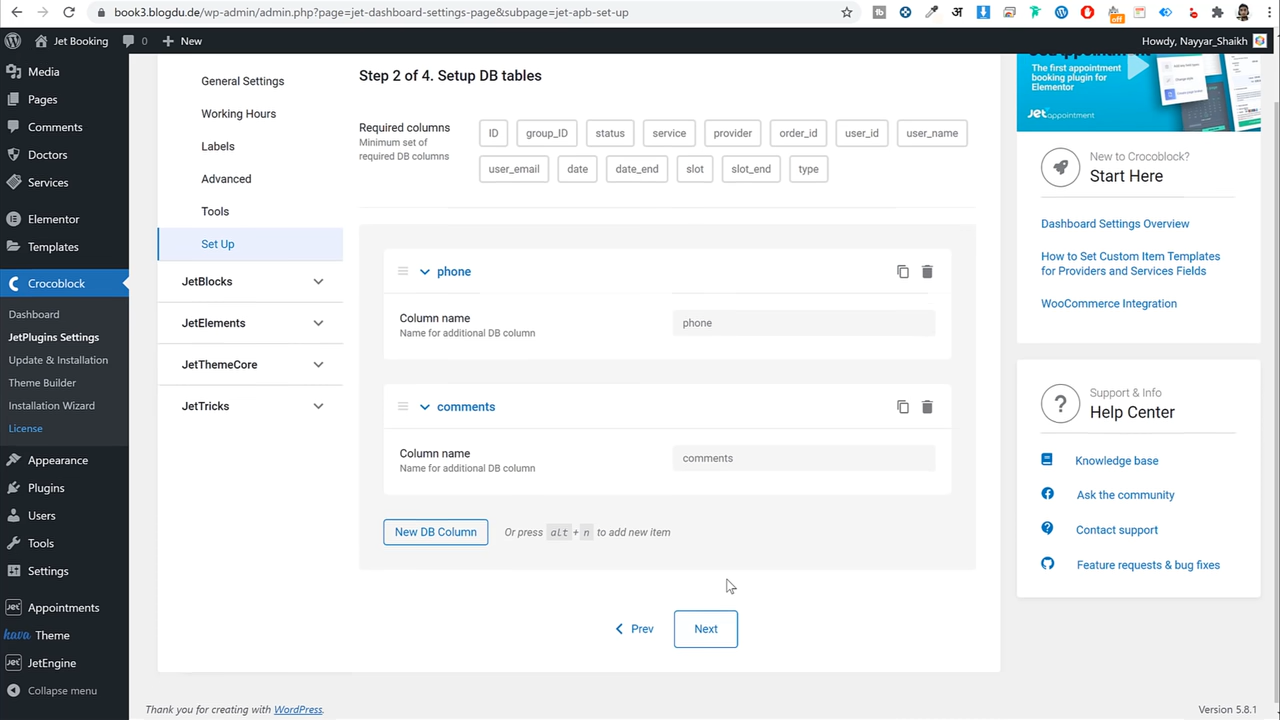 book3.blogdu.de/wp-admin/admin.php?page=jet-dashboard-settings-page&subpage=jet-apb-set-up
अ
off
Jet Booking
0
New
Howdy, Nayyar_Shaikh
Media
Pages
Comments
Doctors
Services
Elementor
Templates
Crocoblock
Dashboard
JetPlugins Settings
Update & Installation
Theme Builder
Installation Wizard
License
Appearance
Plugins
Users
Tools
Settings
Jet
Appointments
kava Theme
Jet
JetEngine
Collapse menu
General Settings
Working Hours
Labels
Advanced
Tools
Set Up
JetBlocks
JetElements
JetThemeCore
JetTricks
Step 2 of 4. Setup DB tables
Required columns
Minimum set of
required DB columns
ID
group_ID
status
service
provider
order_id
user_id
user_name
user_email
date
date_end
slot
slot_end
type
phone
Column name
Name for additional DB column
phone
comments
Column name
Name for additional DB column
comments
New DB Column
Or press alt + n to add new item
Prev
Next
The first appointment
booking plugin for
Elementor
Jetappointment
New to Crocoblock?
Start Here
Dashboard Settings Overview
How to Set Custom Item Templates
for Providers and Services Fields
WooCommerce Integration
?
Support & Info
Help Center
Knowledge base
Ask the community
Contact support
Feature requests & bug fixes
Thank you for creating with WordPress.
Version 5.8.1